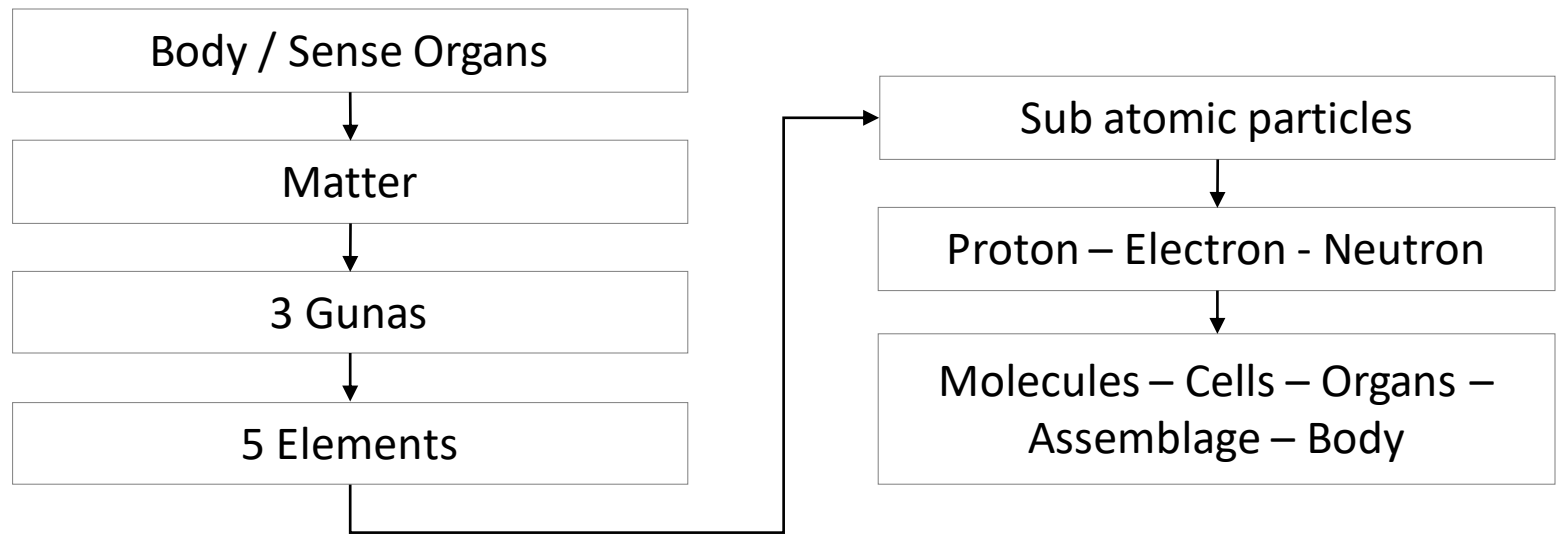 Body / Sense Organs
Matter
3 Gunas
5 Elements
Sub atomic particles
Proton – Electron - Neutron
Molecules – Cells – Organs –
Assemblage – Body